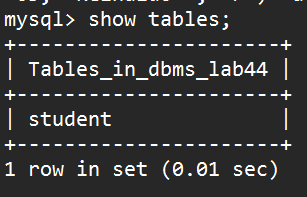 mysql> show tables;
+----------------------+
| Tables_in_dbms_lab44 |
+----------------------+
| student              |
+----------------------+
1 row in set (0.01 sec)